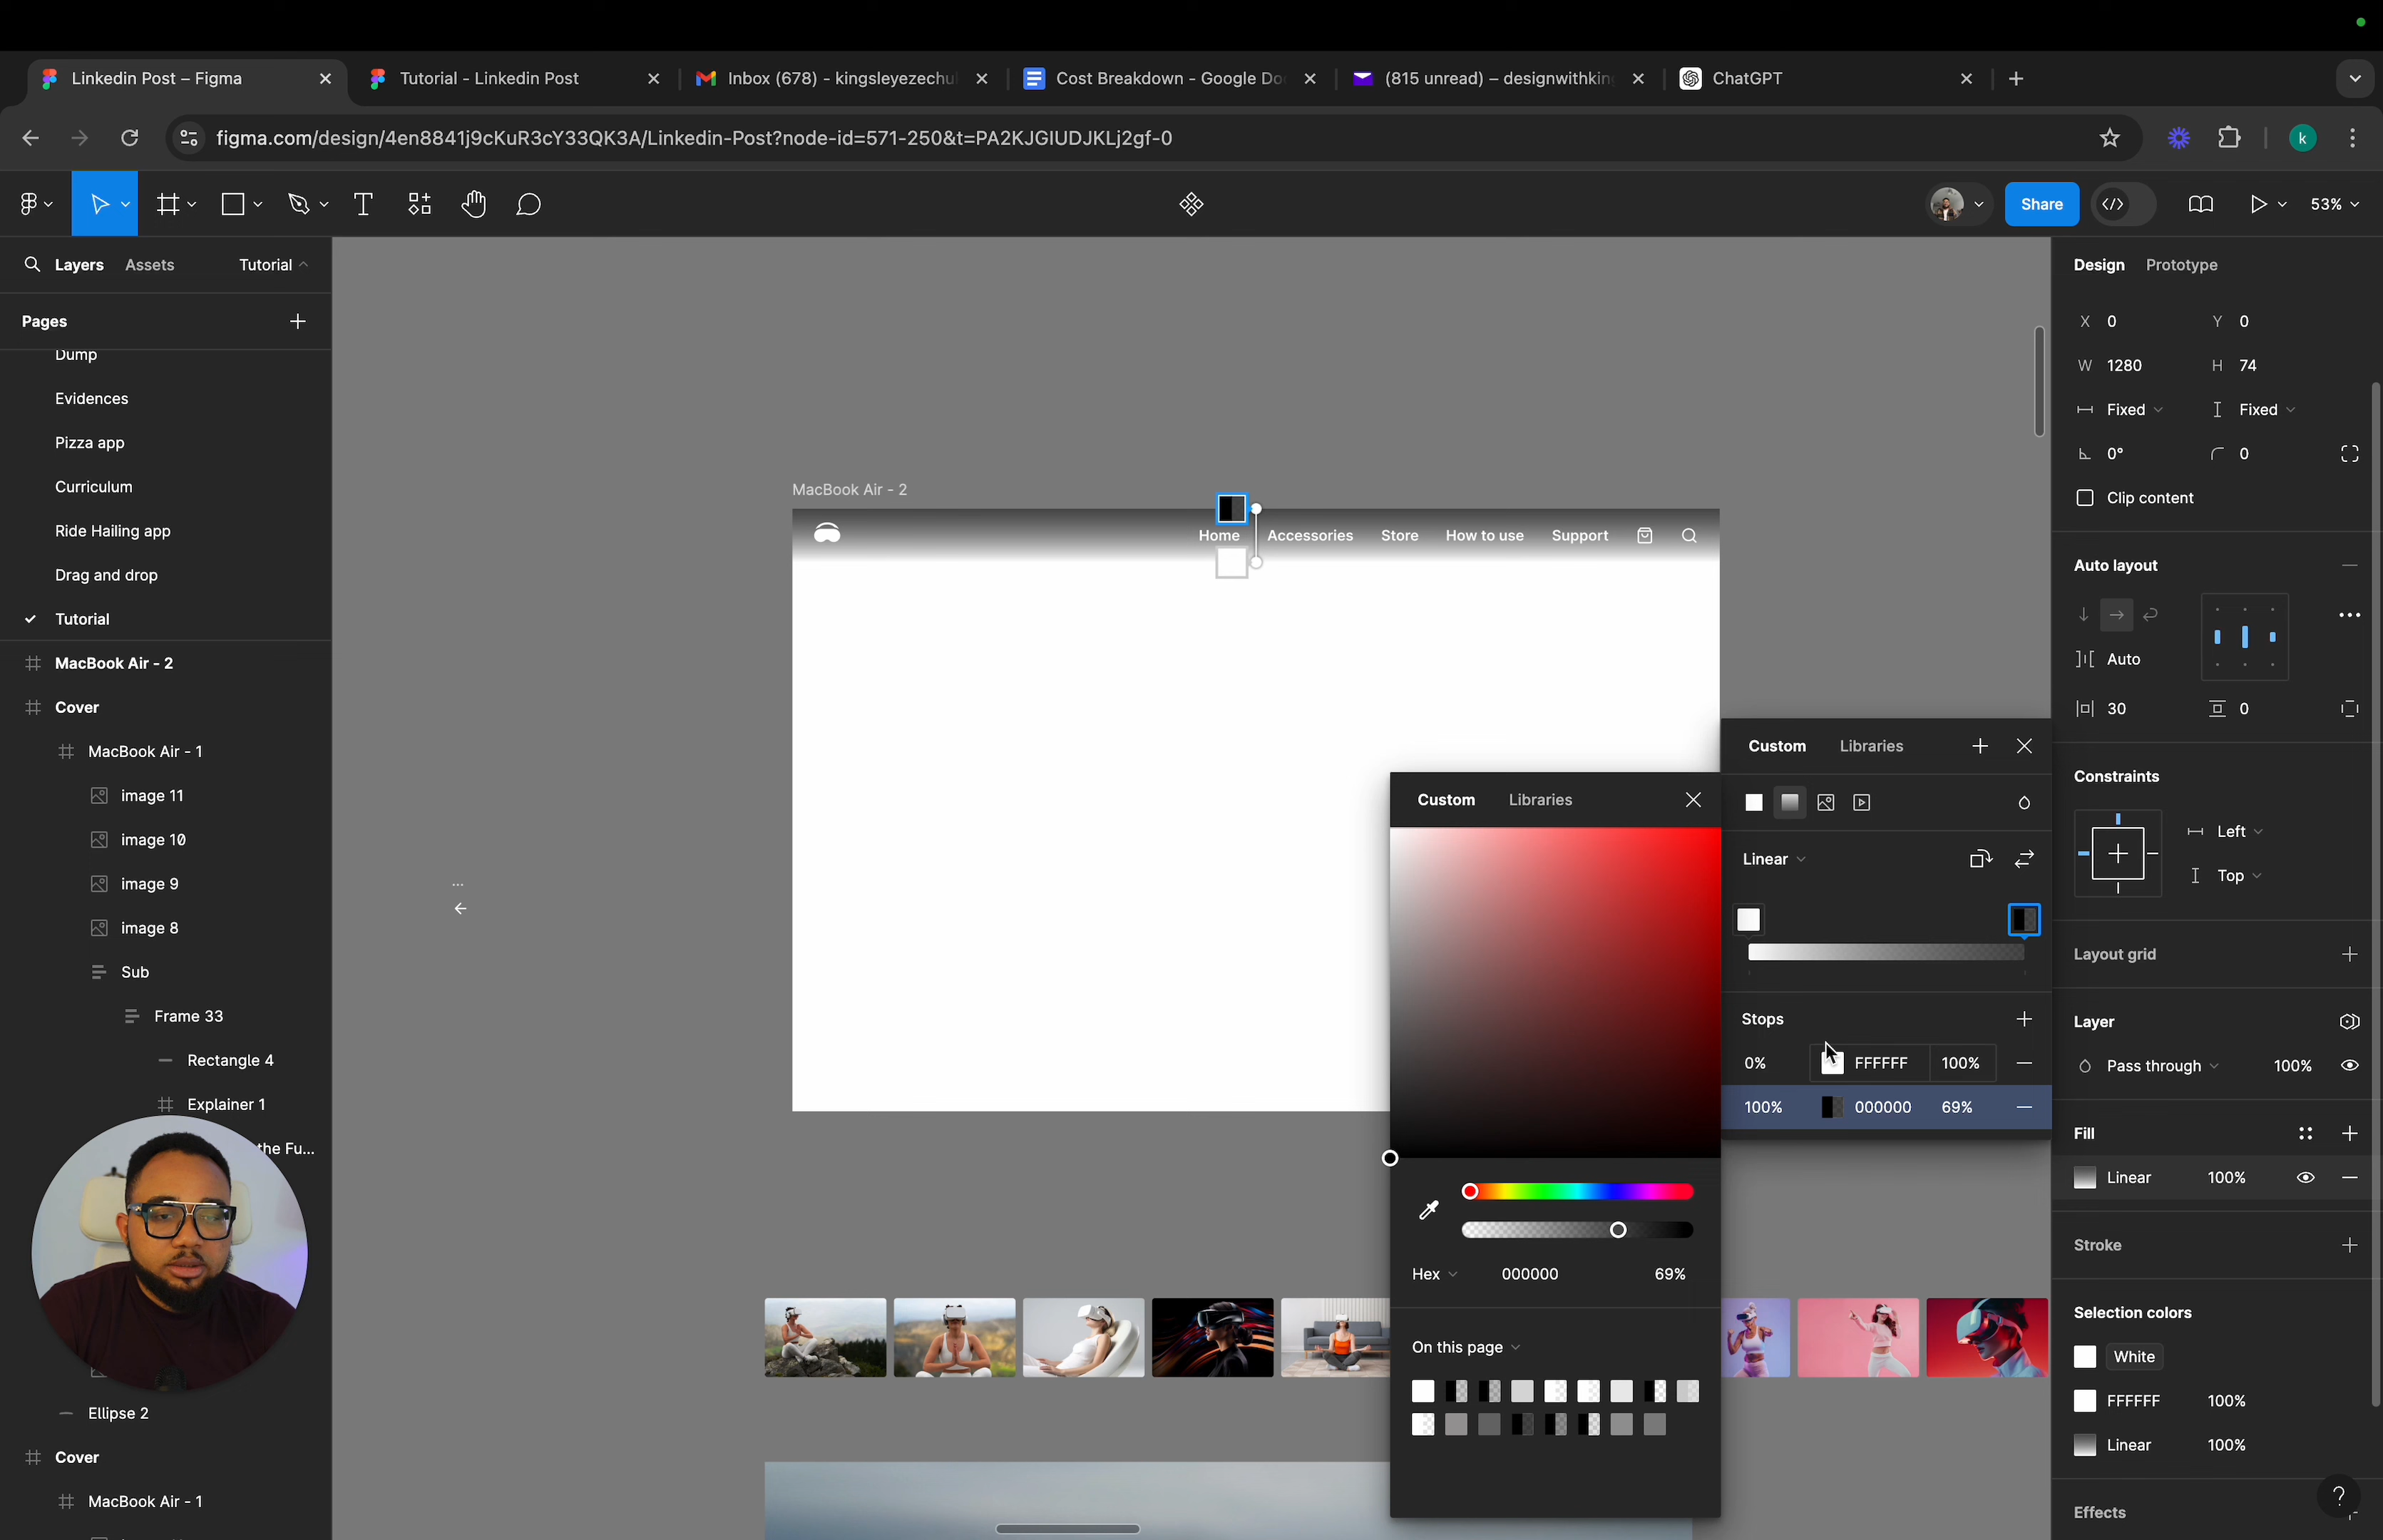 Linkedin Post – Figma
Tutorial - Linkedin Post
Inbox (678) - kingsleyezechu
Cost Breakdown - Google Do
(815 unread) – designwithkin
ChatGPT
figma.com/design/4en8841j9cKuR3cY33QK3A/Linkedin-Post?node-id=571-250&t=PA2KJGIUDJKLj2gf-0
k
Share
53%
Layers
Assets
Tutorial
Pages
Dump
Evidences
Pizza app
Curriculum
Ride Hailing app
Drag and drop
Tutorial
MacBook Air - 2
Cover
MacBook Air - 1
image 11
image 10
image 9
image 8
Sub
Frame 33
Rectangle 4
Explainer 1
the Fu...
Ellipse 2
Cover
MacBook Air - 1
MacBook Air - 2
Home
Accessories
Store
How to use
Support
...
Custom
Libraries
Hex
000000
69%
On this page
Custom
Libraries
Linear
Stops
0%
FFFFFF
100%
100%
000000
69%
Design
Prototype
X 0
Y 0
W 1280
H 74
Fixed
Fixed
0°
0
Clip content
Auto layout
Auto
30
0
Constraints
Left
Top
Layout grid
Layer
Pass through
100%
Fill
Linear
100%
Stroke
Selection colors
White
FFFFFF
100%
Linear
100%
Effects
?